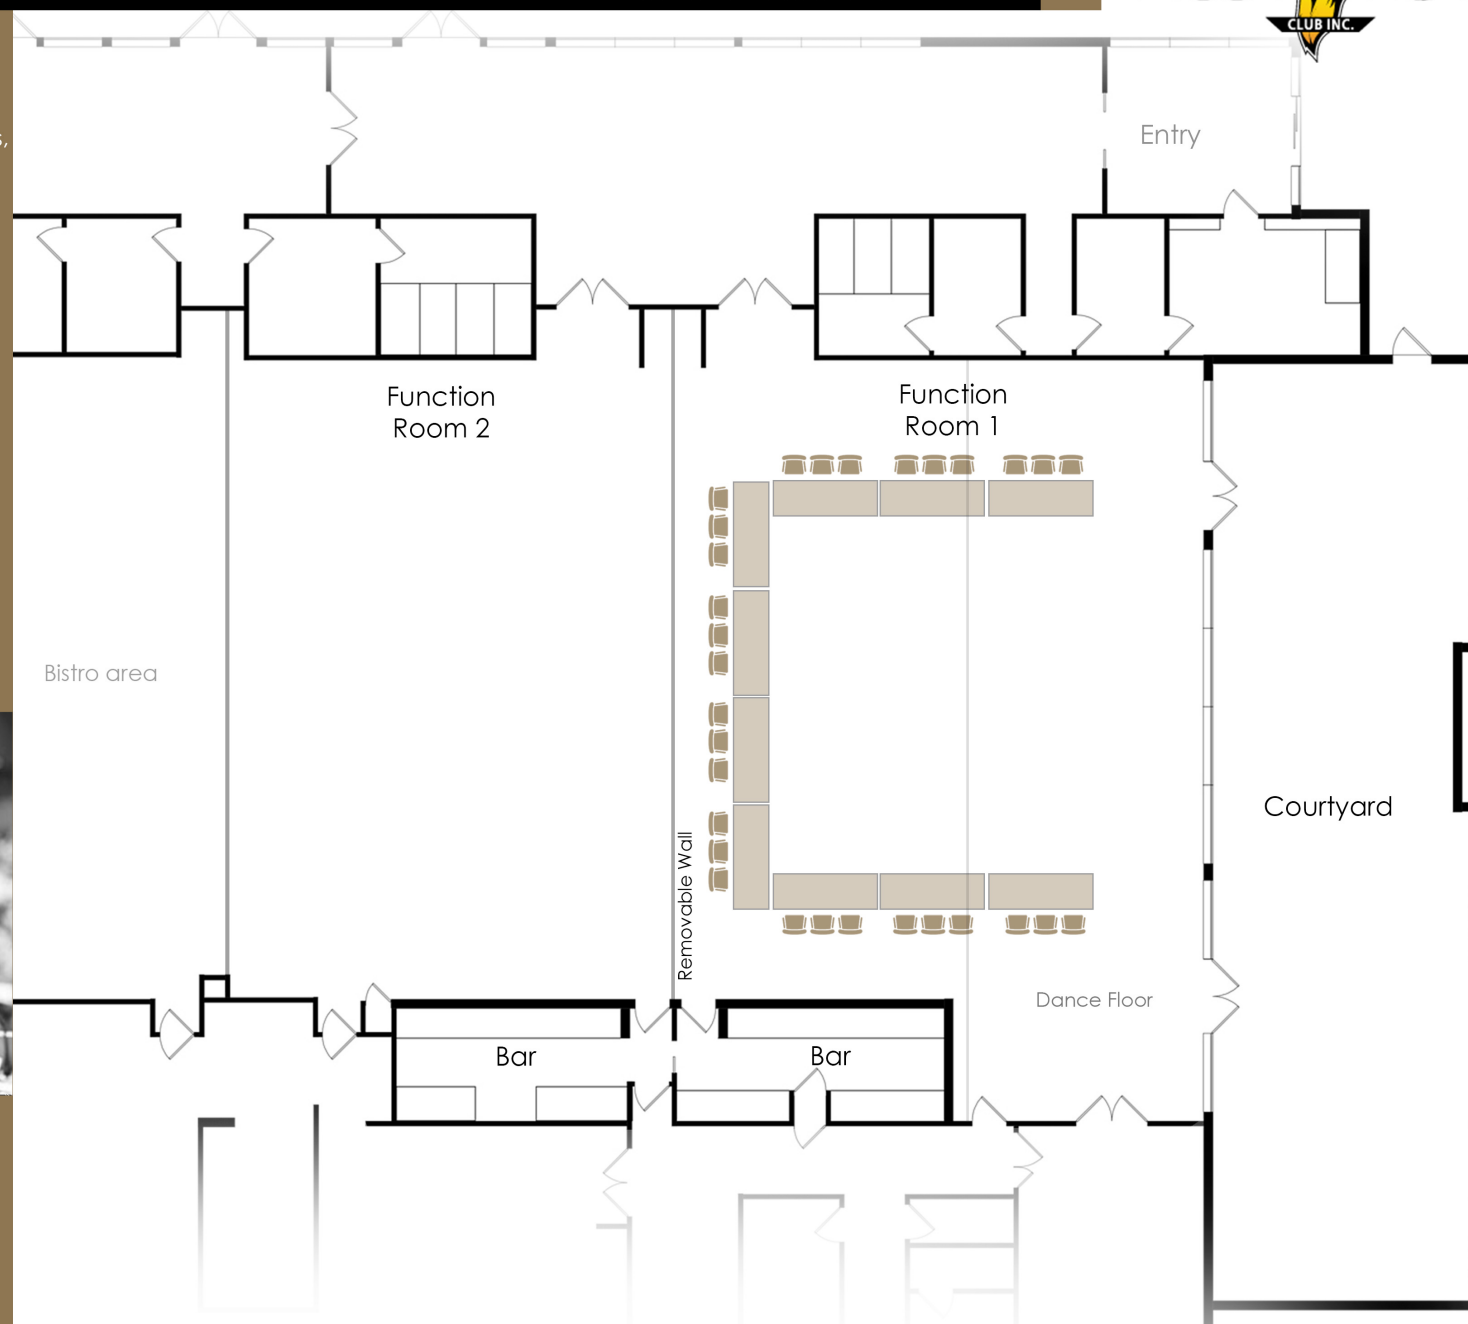 CLUB INC.
s,
Entry
Function
Room 2
Function
Room 1
Bistro area
Courtyard
Removable Wall
Dance Floor
Bar
Bar